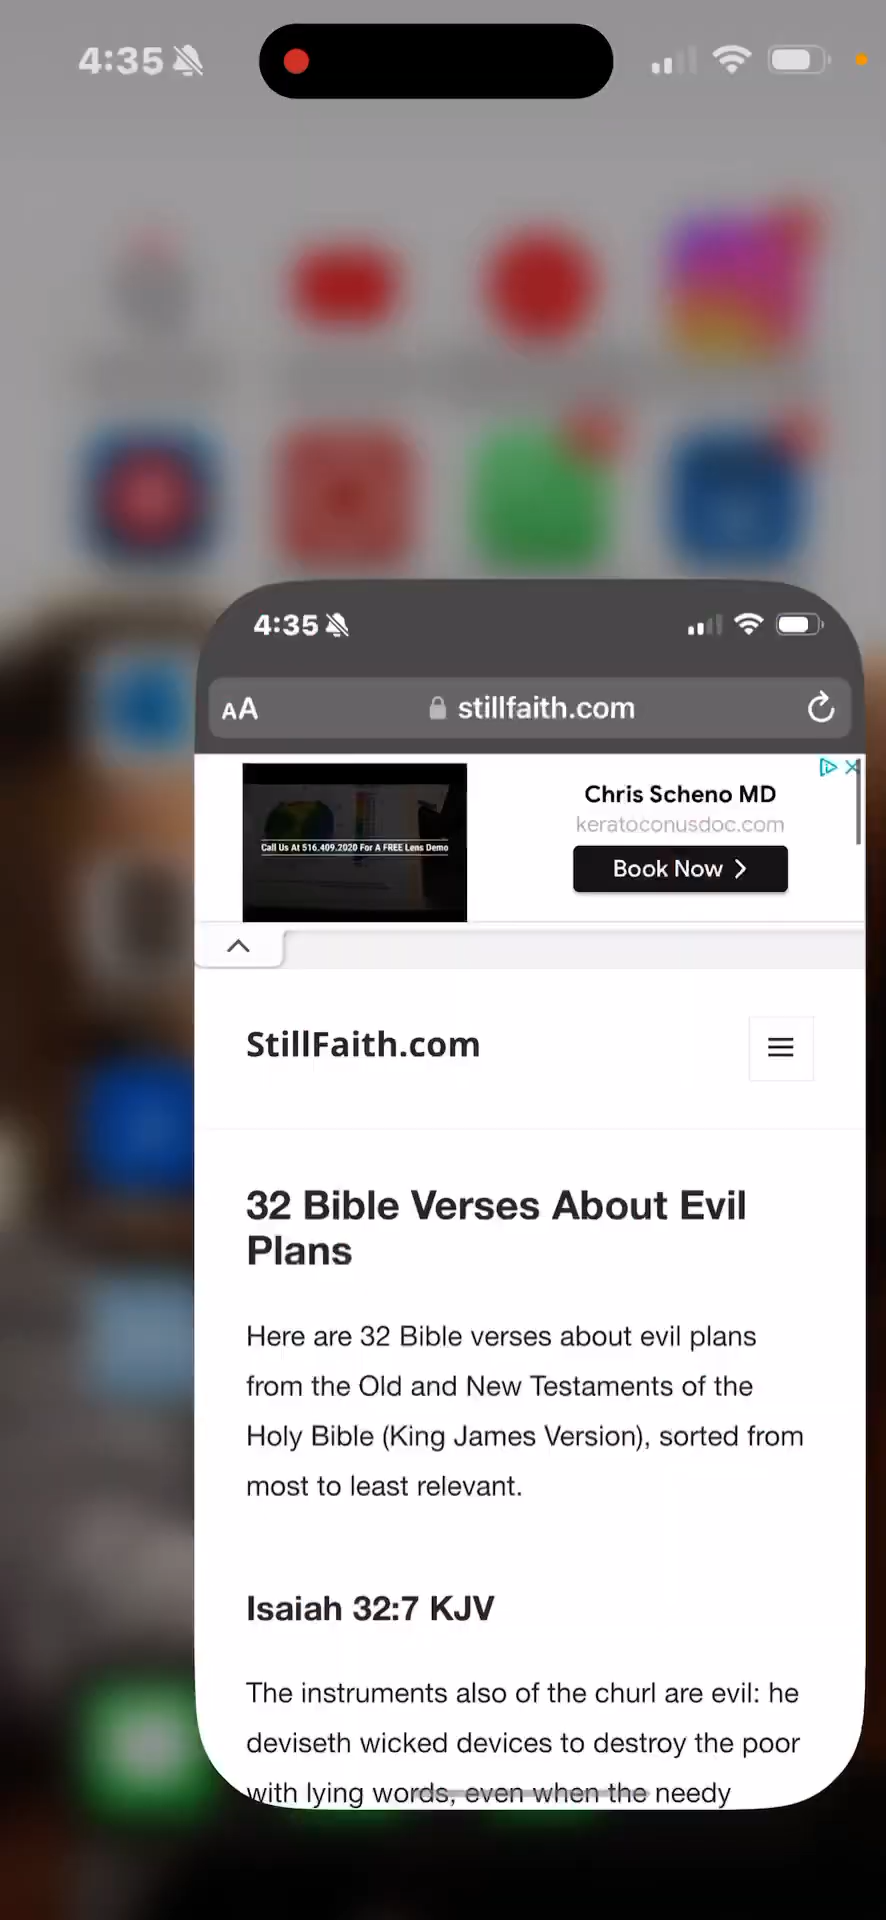 4:35
4:35
AA stillfaith.com
Chris Scheno MD
keratoconusdoc.com
Call Us At 516.409.2020 For A FREE Lens Demo
Book Now
StillFaith.com
32 Bible Verses About Evil
Plans
Here are 32 Bible verses about evil plans
from the Old and New Testaments of the
Holy Bible (King James Version), sorted from
most to least relevant.
Isaiah 32:7 KJV
The instruments also of the churl are evil: he
deviseth wicked devices to destroy the poor
with lying words, even when the needy